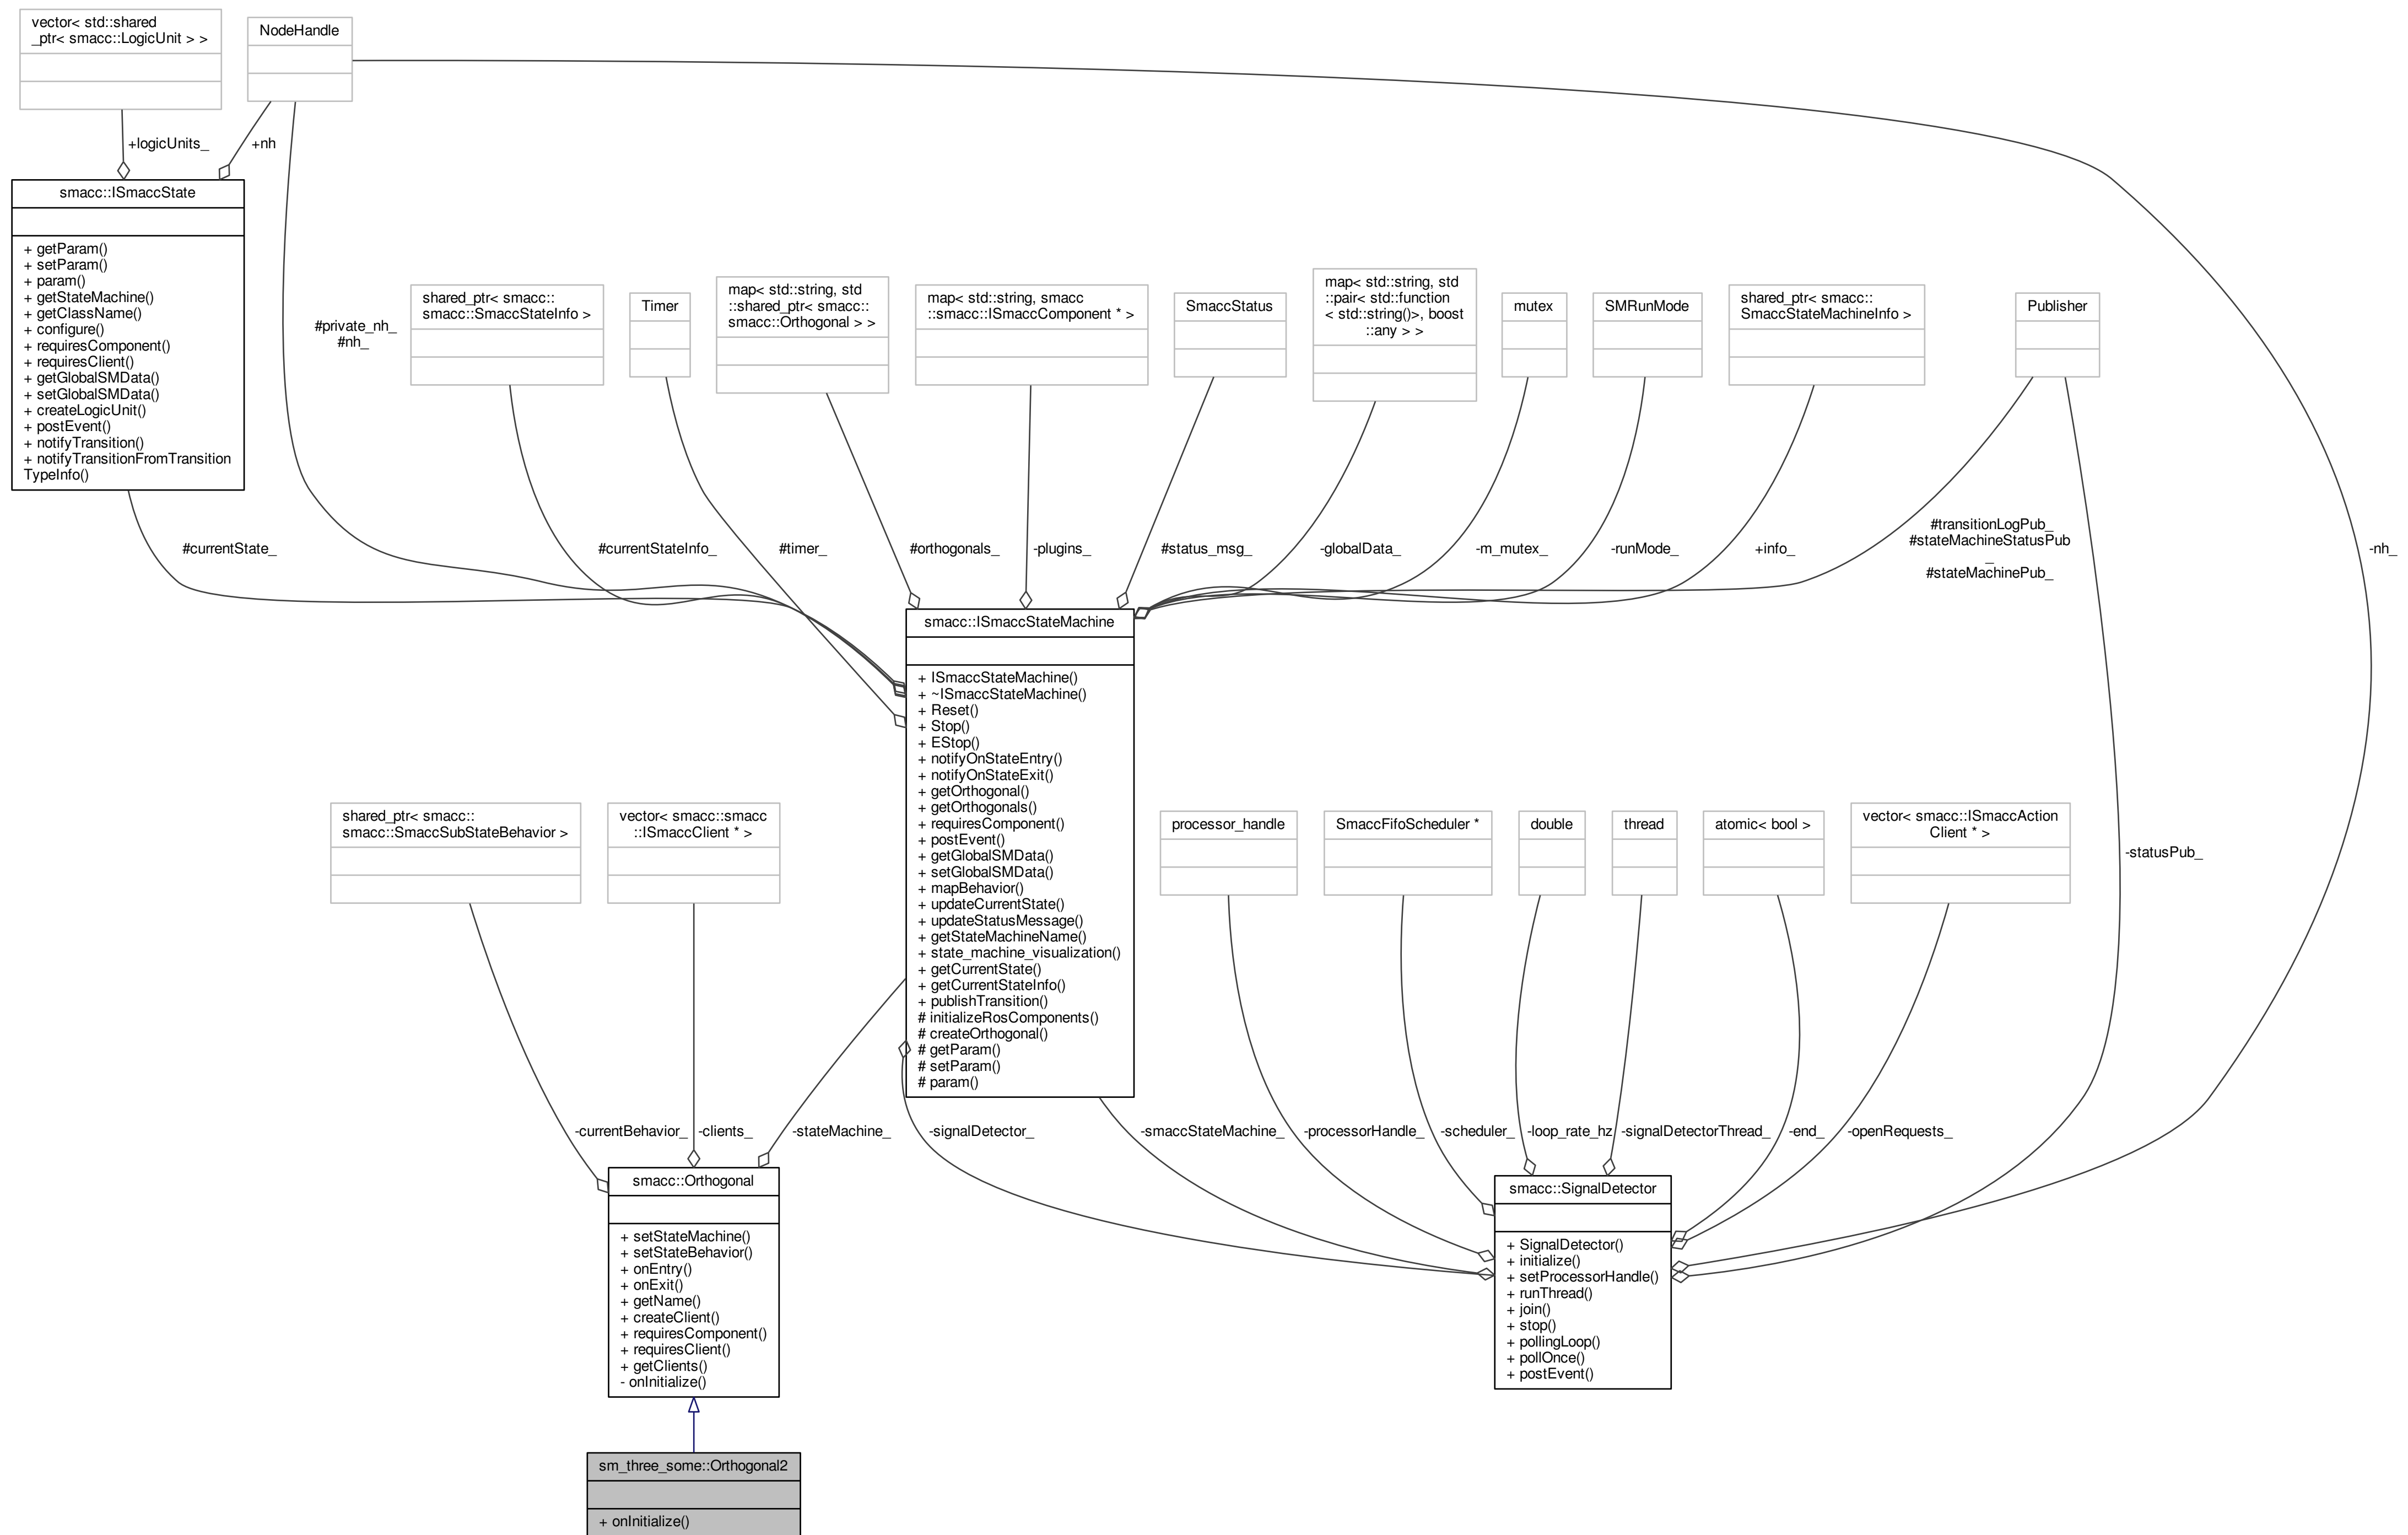 vector< std::shared
_ptr< smacc::LogicUnit > >
NodeHandle
+logicUnits_
+nh
smacc::ISmaccState
+ getParam()
+ setParam()
+ param()
+ getStateMachine()
+ getClassName()
+ configure()
+ requiresComponent()
+ requiresClient()
+ getGlobalSMData()
+ setGlobalSMData()
+ createLogicUnit()
+ postEvent()
+ notifyTransition()
+ notifyTransitionFromTransition
TypeInfo()
#private_nh_
#nh_
shared_ptr< smacc::
smacc::SmaccStateInfo >
Timer
map< std::string, std
::shared_ptr< smacc::
smacc::Orthogonal > >
map< std::string, smacc
::smacc::ISmaccComponent * >
SmaccStatus
map< std::string, std
::pair< std::function
< std::string()>, boost
::any > >
mutex
SMRunMode
shared_ptr< smacc::
SmaccStateMachineInfo >
Publisher
#currentState_
#currentStateInfo_
#timer_
#orthogonals_
-plugins_
#status_msg_
-globalData_
-m_mutex_
-runMode_
+info_
#transitionLogPub_
#stateMachineStatusPub
_
#stateMachinePub_
-nh_
smacc::ISmaccStateMachine
+ ISmaccStateMachine()
+ ~ISmaccStateMachine()
+ Reset()
+ Stop()
+ EStop()
+ notifyOnStateEntry()
+ notifyOnStateExit()
+ getOrthogonal()
+ getOrthogonals()
+ requiresComponent()
+ postEvent()
+ getGlobalSMData()
+ setGlobalSMData()
+ mapBehavior()
+ updateCurrentState()
+ updateStatusMessage()
+ getStateMachineName()
+ state_machine_visualization()
+ getCurrentState()
+ getCurrentStateInfo()
+ publishTransition()
# initializeRosComponents()
# createOrthogonal()
# getParam()
# setParam()
# param()
shared_ptr< smacc::
smacc::SmaccSubStateBehavior >
vector< smacc::smacc
::ISmaccClient * >
processor_handle
SmaccFifoScheduler *
double
thread
atomic< bool >
vector< smacc::ISmaccAction
Client * >
-statusPub_
-currentBehavior_
-clients_
-stateMachine_
-signalDetector_
-smaccStateMachine_
-processorHandle_
-scheduler_
-loop_rate_hz
-signalDetectorThread_
-end_
-openRequests_
smacc::Orthogonal
+ setStateMachine()
+ setStateBehavior()
+ onEntry()
+ onExit()
+ getName()
+ createClient()
+ requiresComponent()
+ requiresClient()
+ getClients()
- onInitialize()
smacc::SignalDetector
+ SignalDetector()
+ initialize()
+ setProcessorHandle()
+ runThread()
+ join()
+ stop()
+ pollingLoop()
+ pollOnce()
+ postEvent()
sm_three_some::Orthogonal2
+ onInitialize()